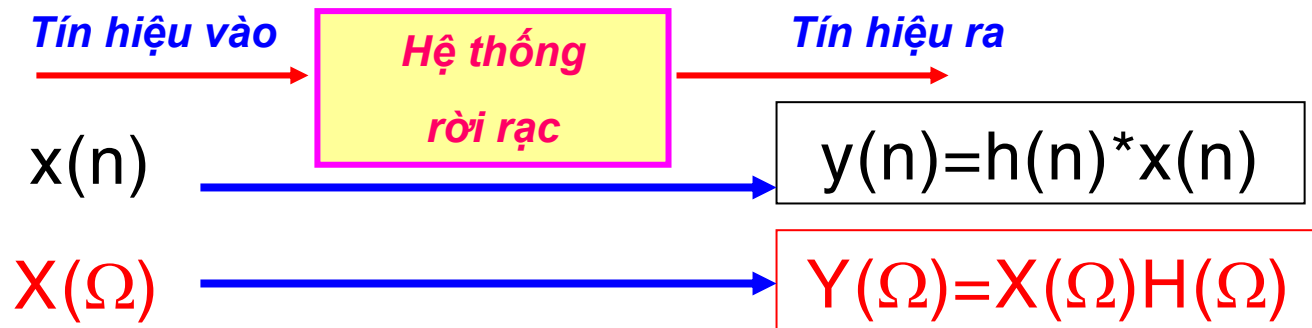 Tín hiệu vào
Hệ thống
rời rạc
Tín hiệu ra
x(n)
y(n)=h(n)*x(n)
X(Ω)
Y(Ω)=X(Ω)H(Ω)